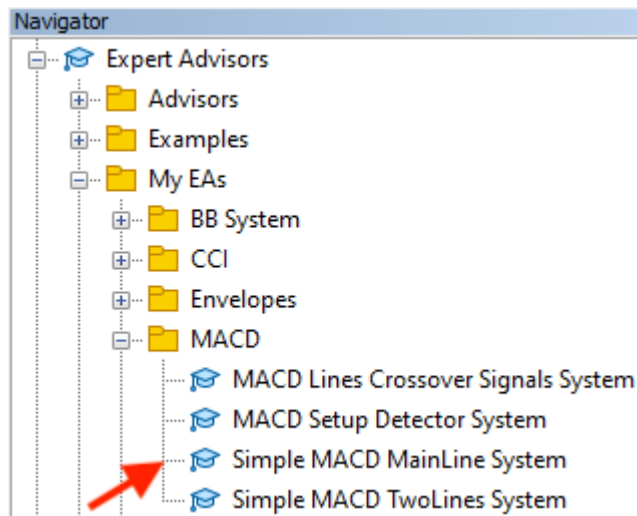 Navigator
Expert Advisors
Advisors
Examples
My EAs
BB System
CCI
Envelopes
MACD
MACD Lines Crossover Signals System
MACD Setup Detector System
Simple MACD MainLine System
Simple MACD TwoLines System